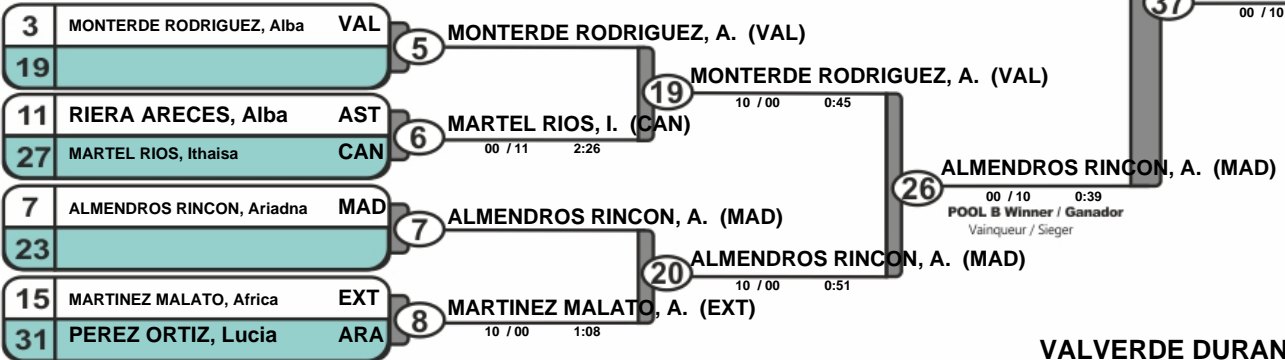 3 MONTERDE RODRIGUEZ, Alba VAL
19
5
MONTERDE RODRIGUEZ, A. (VAL)
11 RIERA ARECES, Alba AST
27 MARTEL RIOS, Ithaisa CAN
6
MARTEL RIOS, I. (CAN)
00 / 11 2:26
19
MONTERDE RODRIGUEZ, A. (VAL)
10 / 00 0:45
7 ALMENDROS RINCON, Ariadna MAD
23
7
ALMENDROS RINCON, A. (MAD)
15 MARTINEZ MALATO, Africa EXT
31 PEREZ ORTIZ, Lucia ARA
8
MARTINEZ MALATO, A. (EXT)
10 / 00 1:08
20
ALMENDROS RINCON, A. (MAD)
10 / 00 0:51
26
ALMENDROS RINCON, A. (MAD)
00 / 10 0:39
POOL B Winner / Ganador
Vainqueur / Sieger
37
00 / 10
VALVERDE DURAN